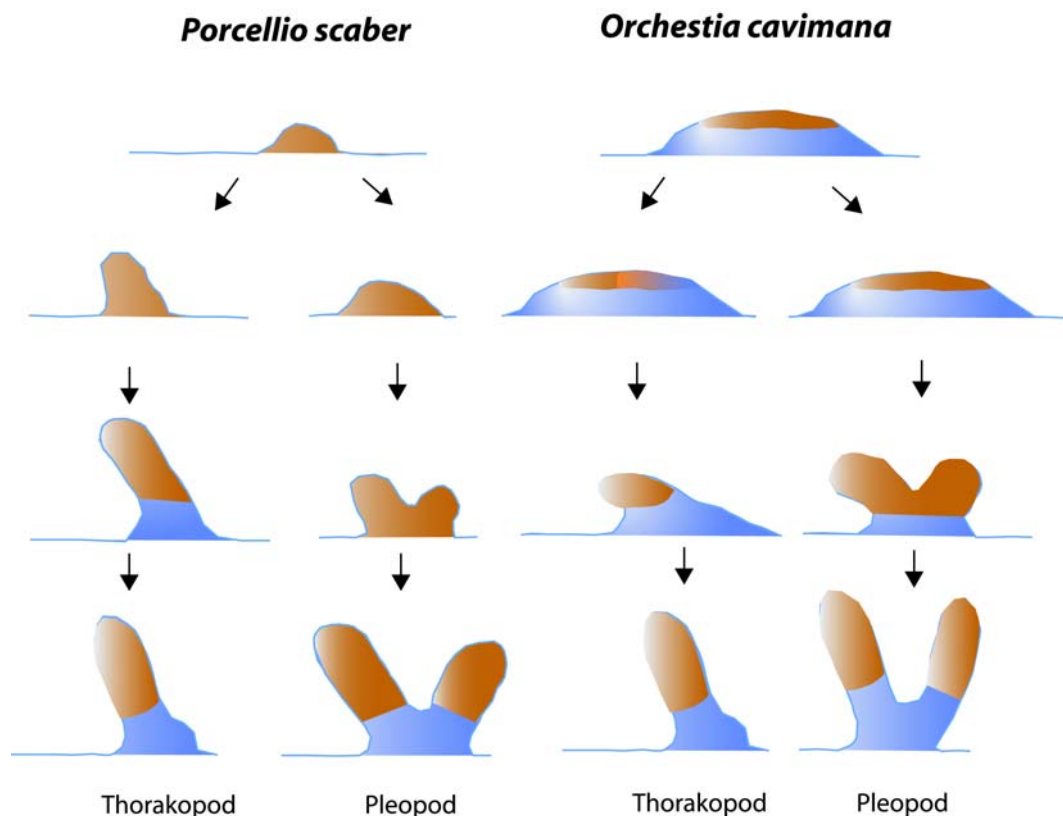 Porcellio scaber
Orchestia cavimana
Thorakopod
Pleopod
Thorakopod
Pleopod